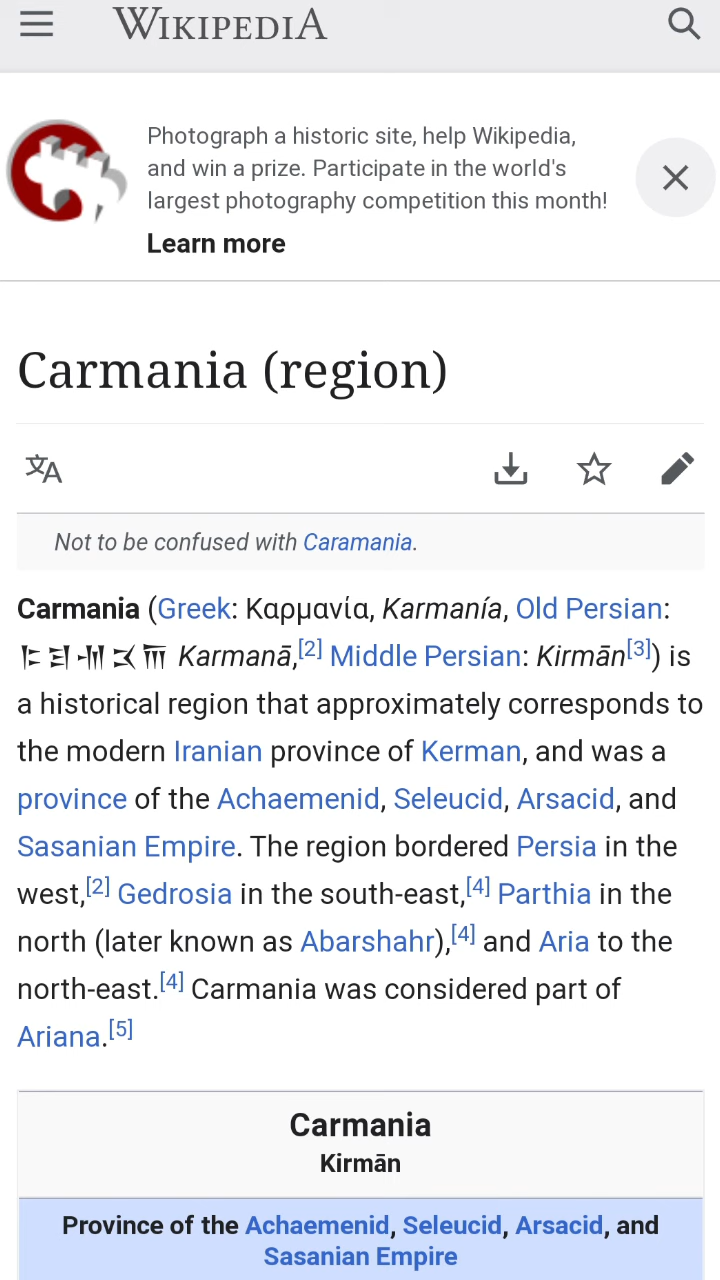 WIKIPEDIA
Photograph a historic site, help Wikipedia,
and win a prize. Participate in the world's
largest photography competition this month!
Learn more
Carmania (region)
Not to be confused with Caramania.
Carmania (Greek: Καρμανία, Karmanía, Old Persian:
𐎣𐎼𐎶𐎠𐎴 Karmanā,[2] Middle Persian: Kirmān[3]) is
a historical region that approximately corresponds to
the modern Iranian province of Kerman, and was a
province of the Achaemenid, Seleucid, Arsacid, and
Sasanian Empire. The region bordered Persia in the
west,[2] Gedrosia in the south-east,[4] Parthia in the
north (later known as Abarshahr),[4] and Aria to the
north-east.[4] Carmania was considered part of
Ariana.[5]
Carmania
Kirmān
Province of the Achaemenid, Seleucid, Arsacid, and
Sasanian Empire